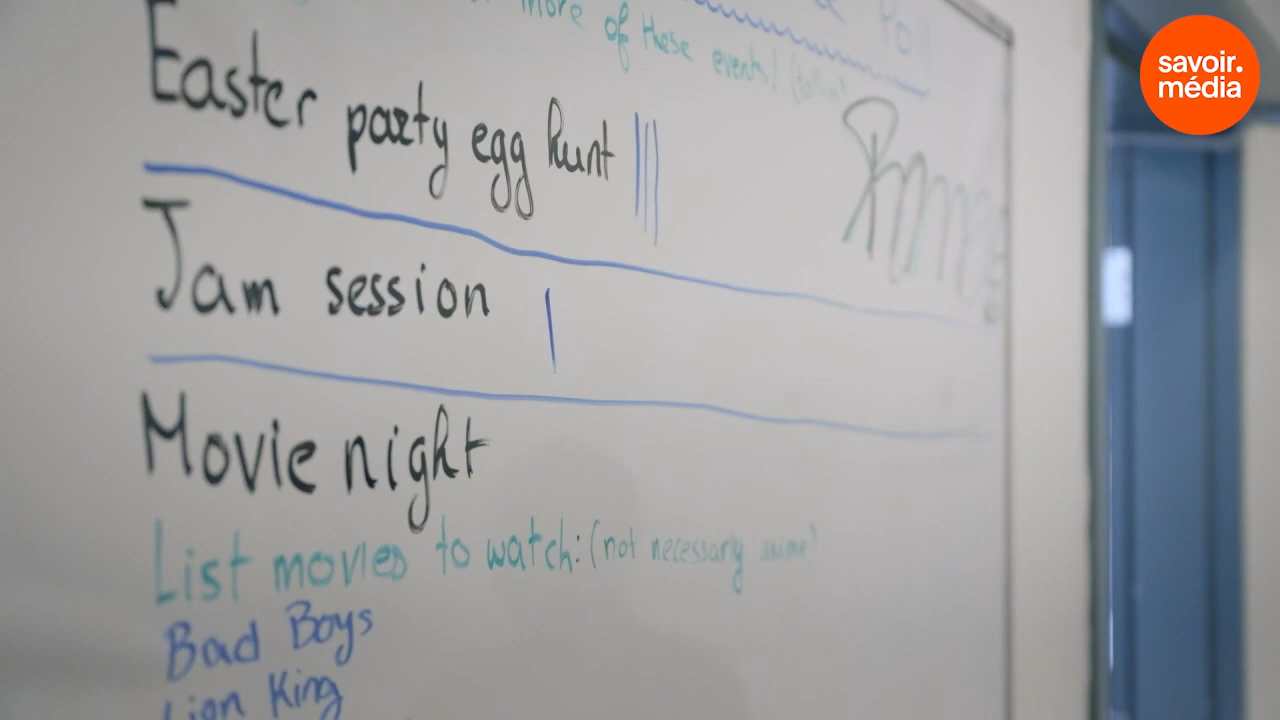 more of these events!
Easter party egg hunt |||
Jam session |
Movie night
List movies to watch: (not necessary
Bad Boys
Lion King
savoir.
média